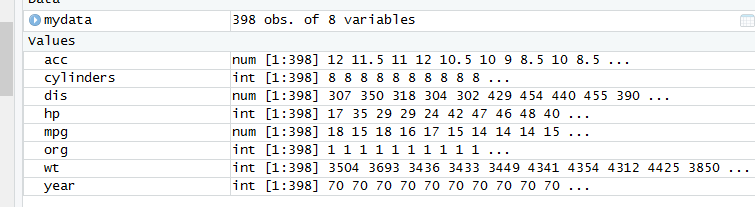 Data
mydata 398 obs. of 8 variables
Values
acc num [1:398] 12 11.5 11 12 10.5 10 9 8.5 10 8.5 ...
cylinders int [1:398] 8 8 8 8 8 8 8 8 8 8 ...
dis num [1:398] 307 350 318 304 302 429 454 440 455 390 ...
hp int [1:398] 17 35 29 29 24 42 47 46 48 40 ...
mpg num [1:398] 18 15 18 16 17 15 14 14 14 15 ...
org int [1:398] 1 1 1 1 1 1 1 1 1 1 ...
wt int [1:398] 3504 3693 3436 3433 3449 4341 4354 4312 4425 3850 ...
year int [1:398] 70 70 70 70 70 70 70 70 70 70 ...